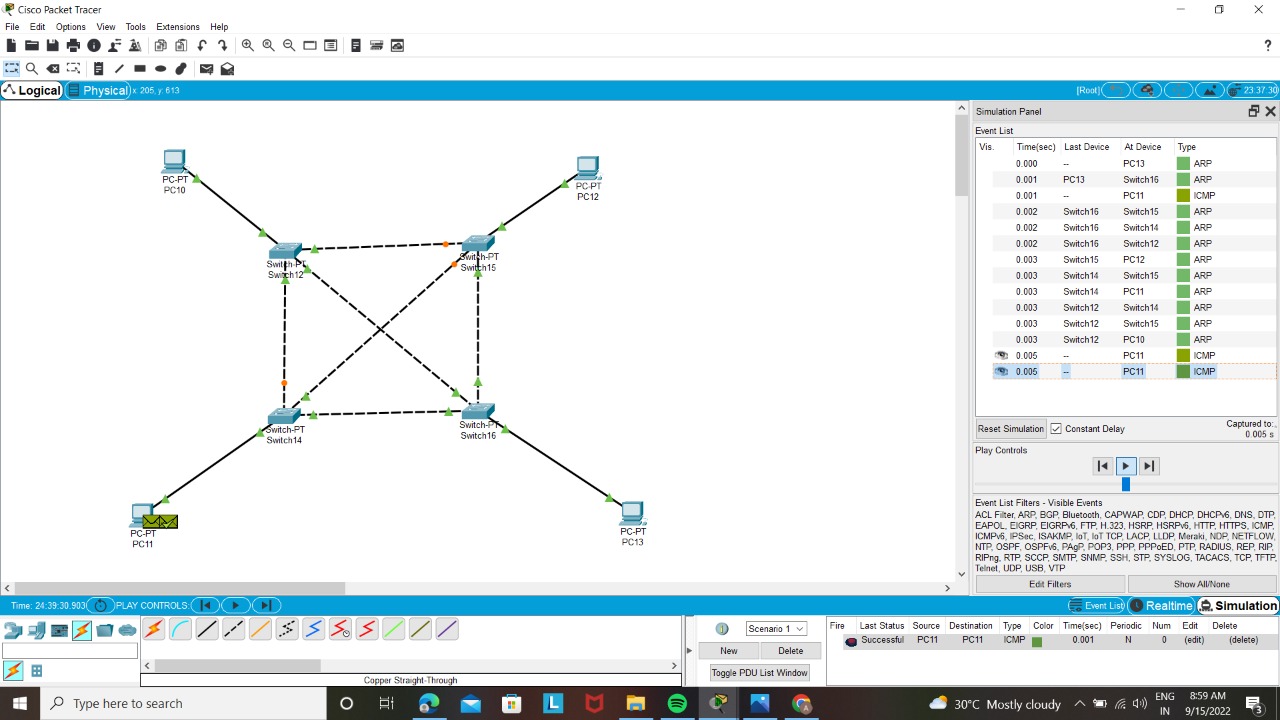 Cisco Packet Tracer
File Edit Options View Tools Extensions Help
?
Logical Physical x: 205, y: 613 [Root] 23:37:30
PC-PT
PC10
PC-PT
PC12
Switch-PT
Switch12
Switch-PT
Switch15
Switch-PT
Switch14
Switch-PT
Switch16
PC-PT
PC11
PC-PT
PC13
Simulation Panel
Event List
Vis. Time(sec) Last Device At Device Type
0.00 -- PC13 ARP
0.001 PC13 Switch16 ARP
0.001 -- PC11 ICMP
0.002 Switch16 Switch15 ARP
0.002 Switch16 Switch14 ARP
0.002 Switch16 Switch12 ARP
0.003 Switch15 PC12 ARP
0.003 Switch14 Switch15 ARP
0.003 Switch14 PC11 ARP
0.003 Switch12 Switch14 ARP
0.003 Switch12 Switch15 ARP
0.003 Switch12 PC10 ARP
0.005 -- PC11 ICMP
0.005 -- PC11 ICMP
Reset Simulation Constant Delay Captured to:
0.005 s
Play Controls
Event List Filters - Visible Events
ACL Filter, ARP, BGP, Bluetooth, CAPWAP, CDP, DHCP, DHCPv6, DNS, DTP,
EAPOL, EIGRP, EIGRPv6, FTP, H.323, HSRP, HSRPv6, HTTP, HTTPS, ICMP,
ICMPv6, IPSec, ISAKMP, IoT, IoT TCP, LACP, LLDP, Meraki, NDP, NETFLOW,
NTP, OSPF, OSPFv6, PAgP, POP3, PPP, PPPoED, PTP, RADIUS, REP, RIP,
RIPng, RTP, SCCP, SMTP, SNMP, SSH, STP, SYSLOG, TACACS, TCP, TFTP,
Telnet, UDP, USB, VTP
Edit Filters Show All/None
Time: 24:39:30.903 PLAY CONTROLS: Event List Realtime Simulation
Copper Straight-Through
Scenario 1
New Delete
Toggle PDU List Window
Fire Last Status Source Destination Type Color Time(sec) Periodic Num Edit Delete
Successful PC11 PC11 ICMP 0.001 N 0 (edit) (delete)
Type here to search
30°C Mostly cloudy
ENG
IN
8:59 AM
9/15/2022
3